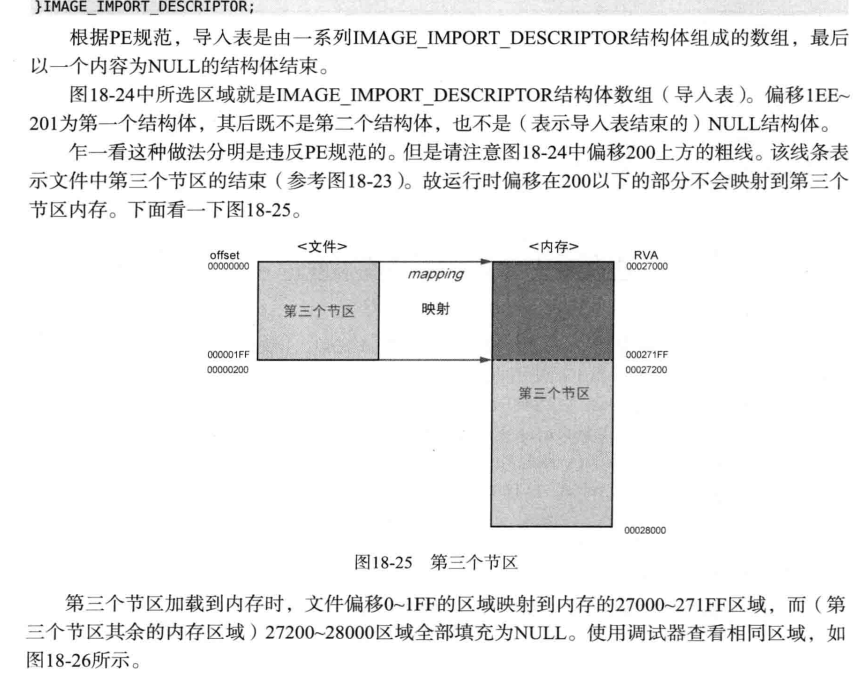 }IMAGE_IMPORT_DESCRIPTOR;
根据PE规范，导入表是由一系列IMAGE_IMPORT_DESCRIPTOR结构体组成的数组，最后
以一个内容为NULL的结构体结束。
图18-24中所选区域就是IMAGE_IMPORT_DESCRIPTOR结构体数组（导入表）。偏移1EE~
201为第一个结构体，其后既不是第二个结构体，也不是（表示导入表结束的）NULL结构体。
乍一看这种做法分明是违反PE规范的。但是请注意图18-24中偏移200上方的粗线。该线条表
示文件中第三个节区的结束（参考图18-23）。故运行时偏移在200以下的部分不会映射到第三个
节区内存。下面看一下图18-25。
<文件>
<内存>
offset
RVA
00000000
00027000
mapping
第三个节区
映射
000001FF
000271FF
00000200
00027200
第三个节区
00028000
图18-25 第三个节区
第三个节区加载到内存时，文件偏移0~1FF的区域映射到内存的27000~271FF区域，而（第
三个节区其余的内存区域）27200~28000区域全部填充为NULL。使用调试器查看相同区域，如
图18-26所示。